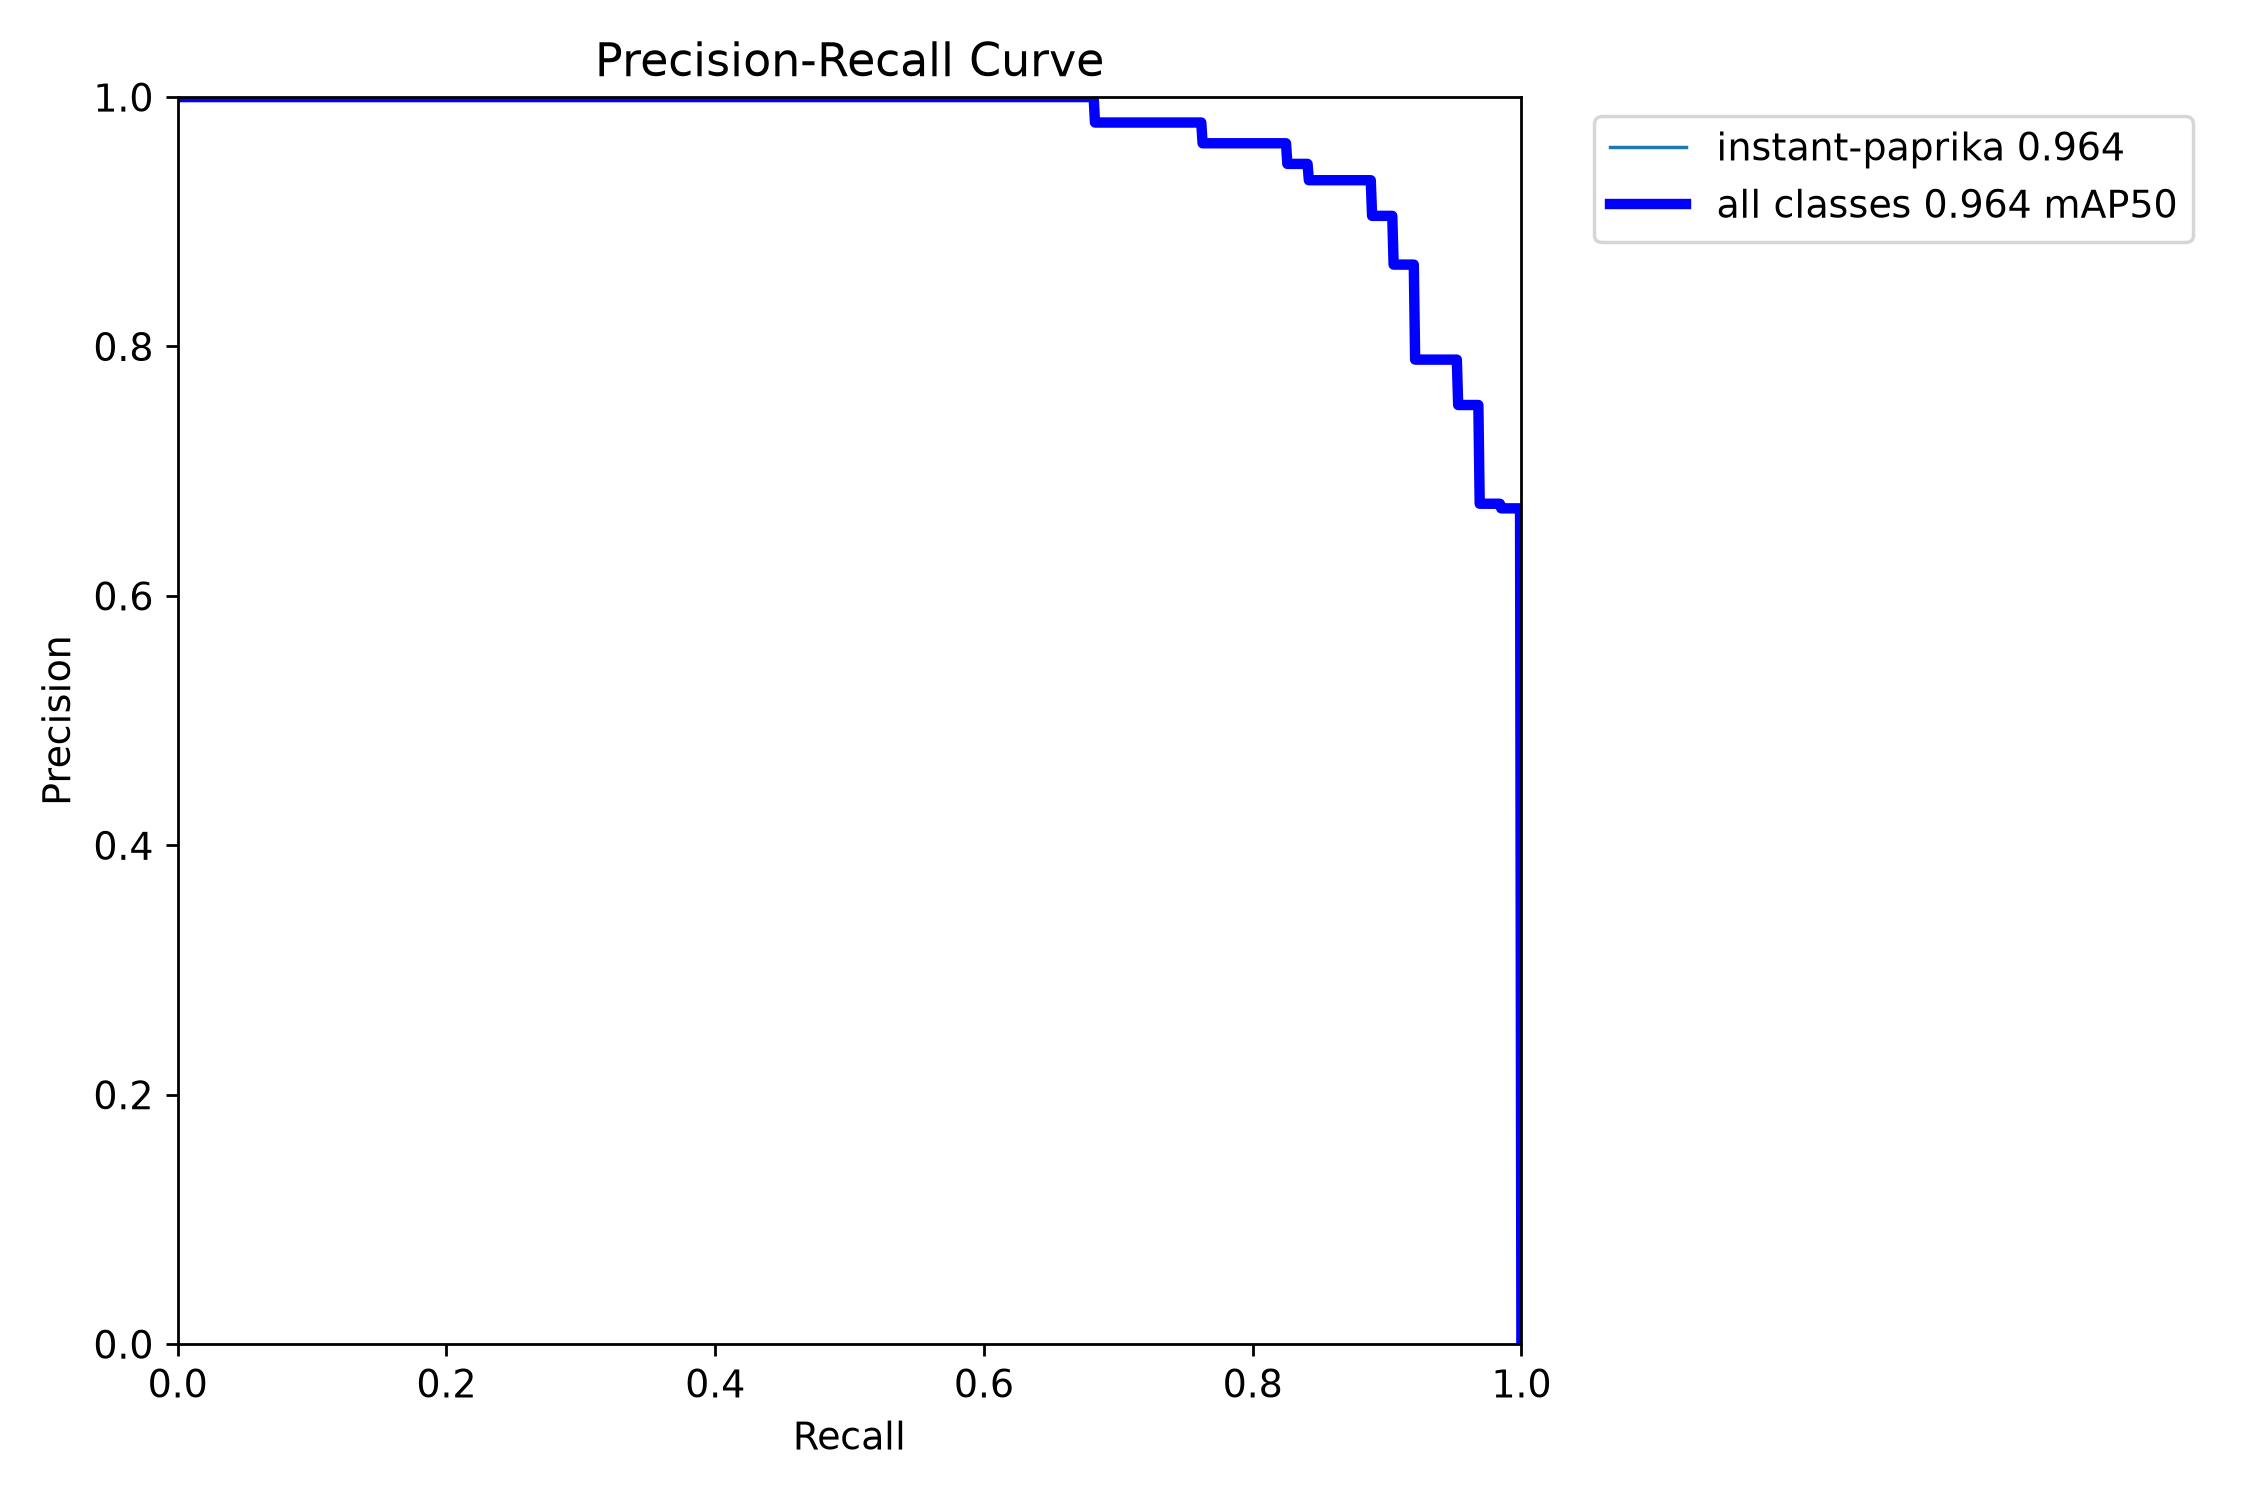 Precision-Recall Curve
1.0
0.8
0.6
0.4
0.2
0.0
Precision
0.0 0.2 0.4 0.6 0.8 1.0
Recall
instant-paprika 0.964
all classes 0.964 mAP50